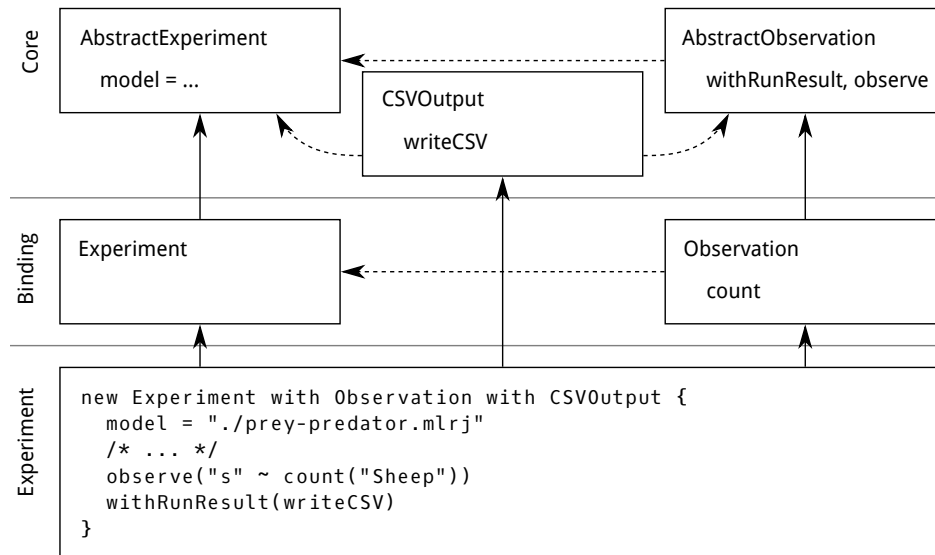 Core
AbstractExperiment
model = ...
CSVOutput
writeCSV
AbstractObservation
withRunResult, observe
Binding
Experiment
Observation
count
Experiment
new Experiment with Observation with CSVOutput {
  model = "./prey-predator.mlrj"
  /* ... */
  observe("s" ~ count("Sheep"))
  withRunResult(writeCSV)
}